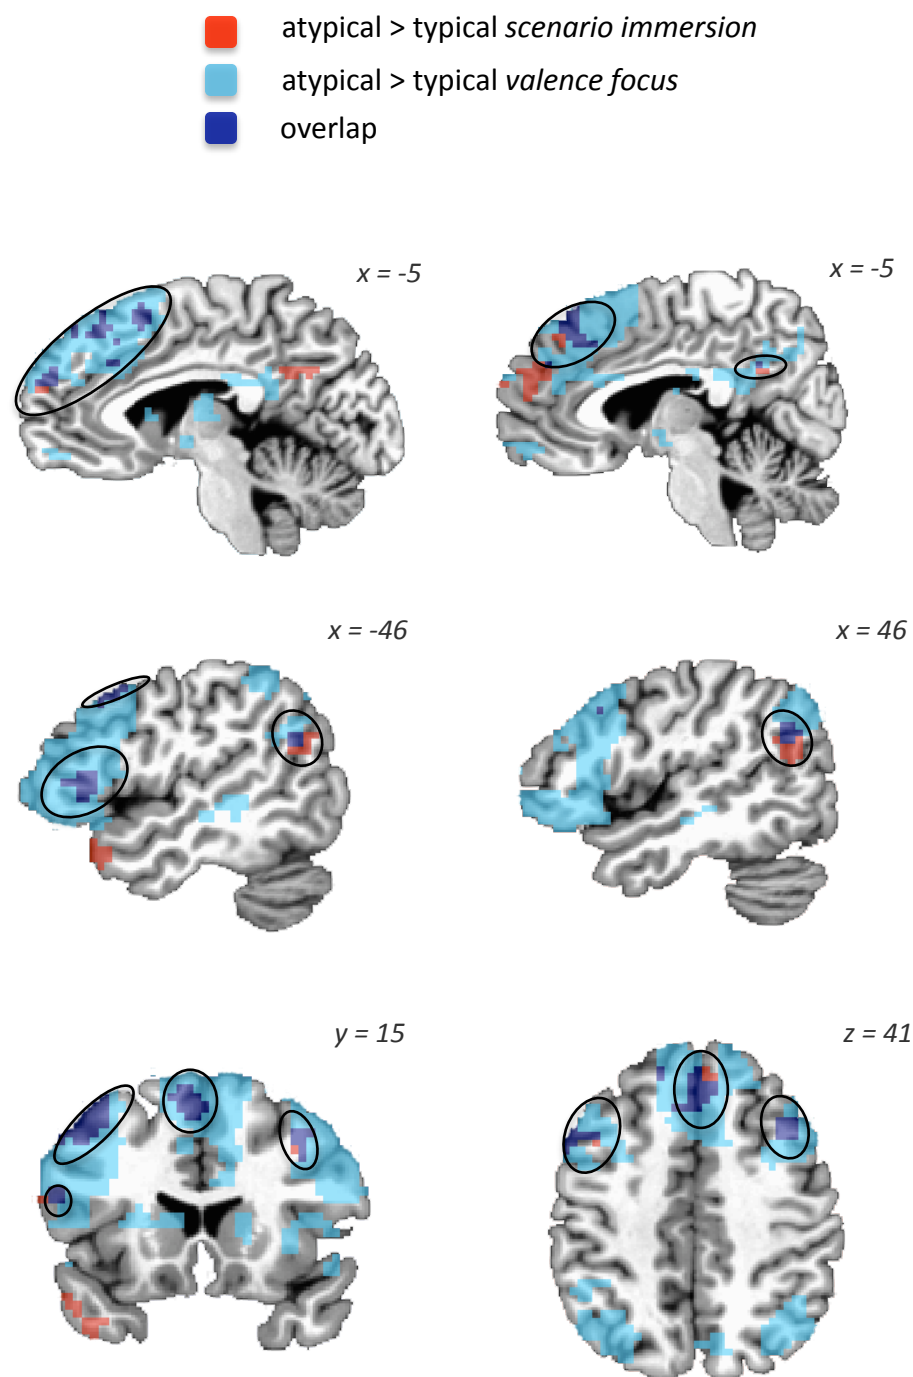 atypical > typical scenario immersion
atypical > typical valence focus
overlap
x = -5
x = -5
x = -46
x = 46
y = 15
z = 41